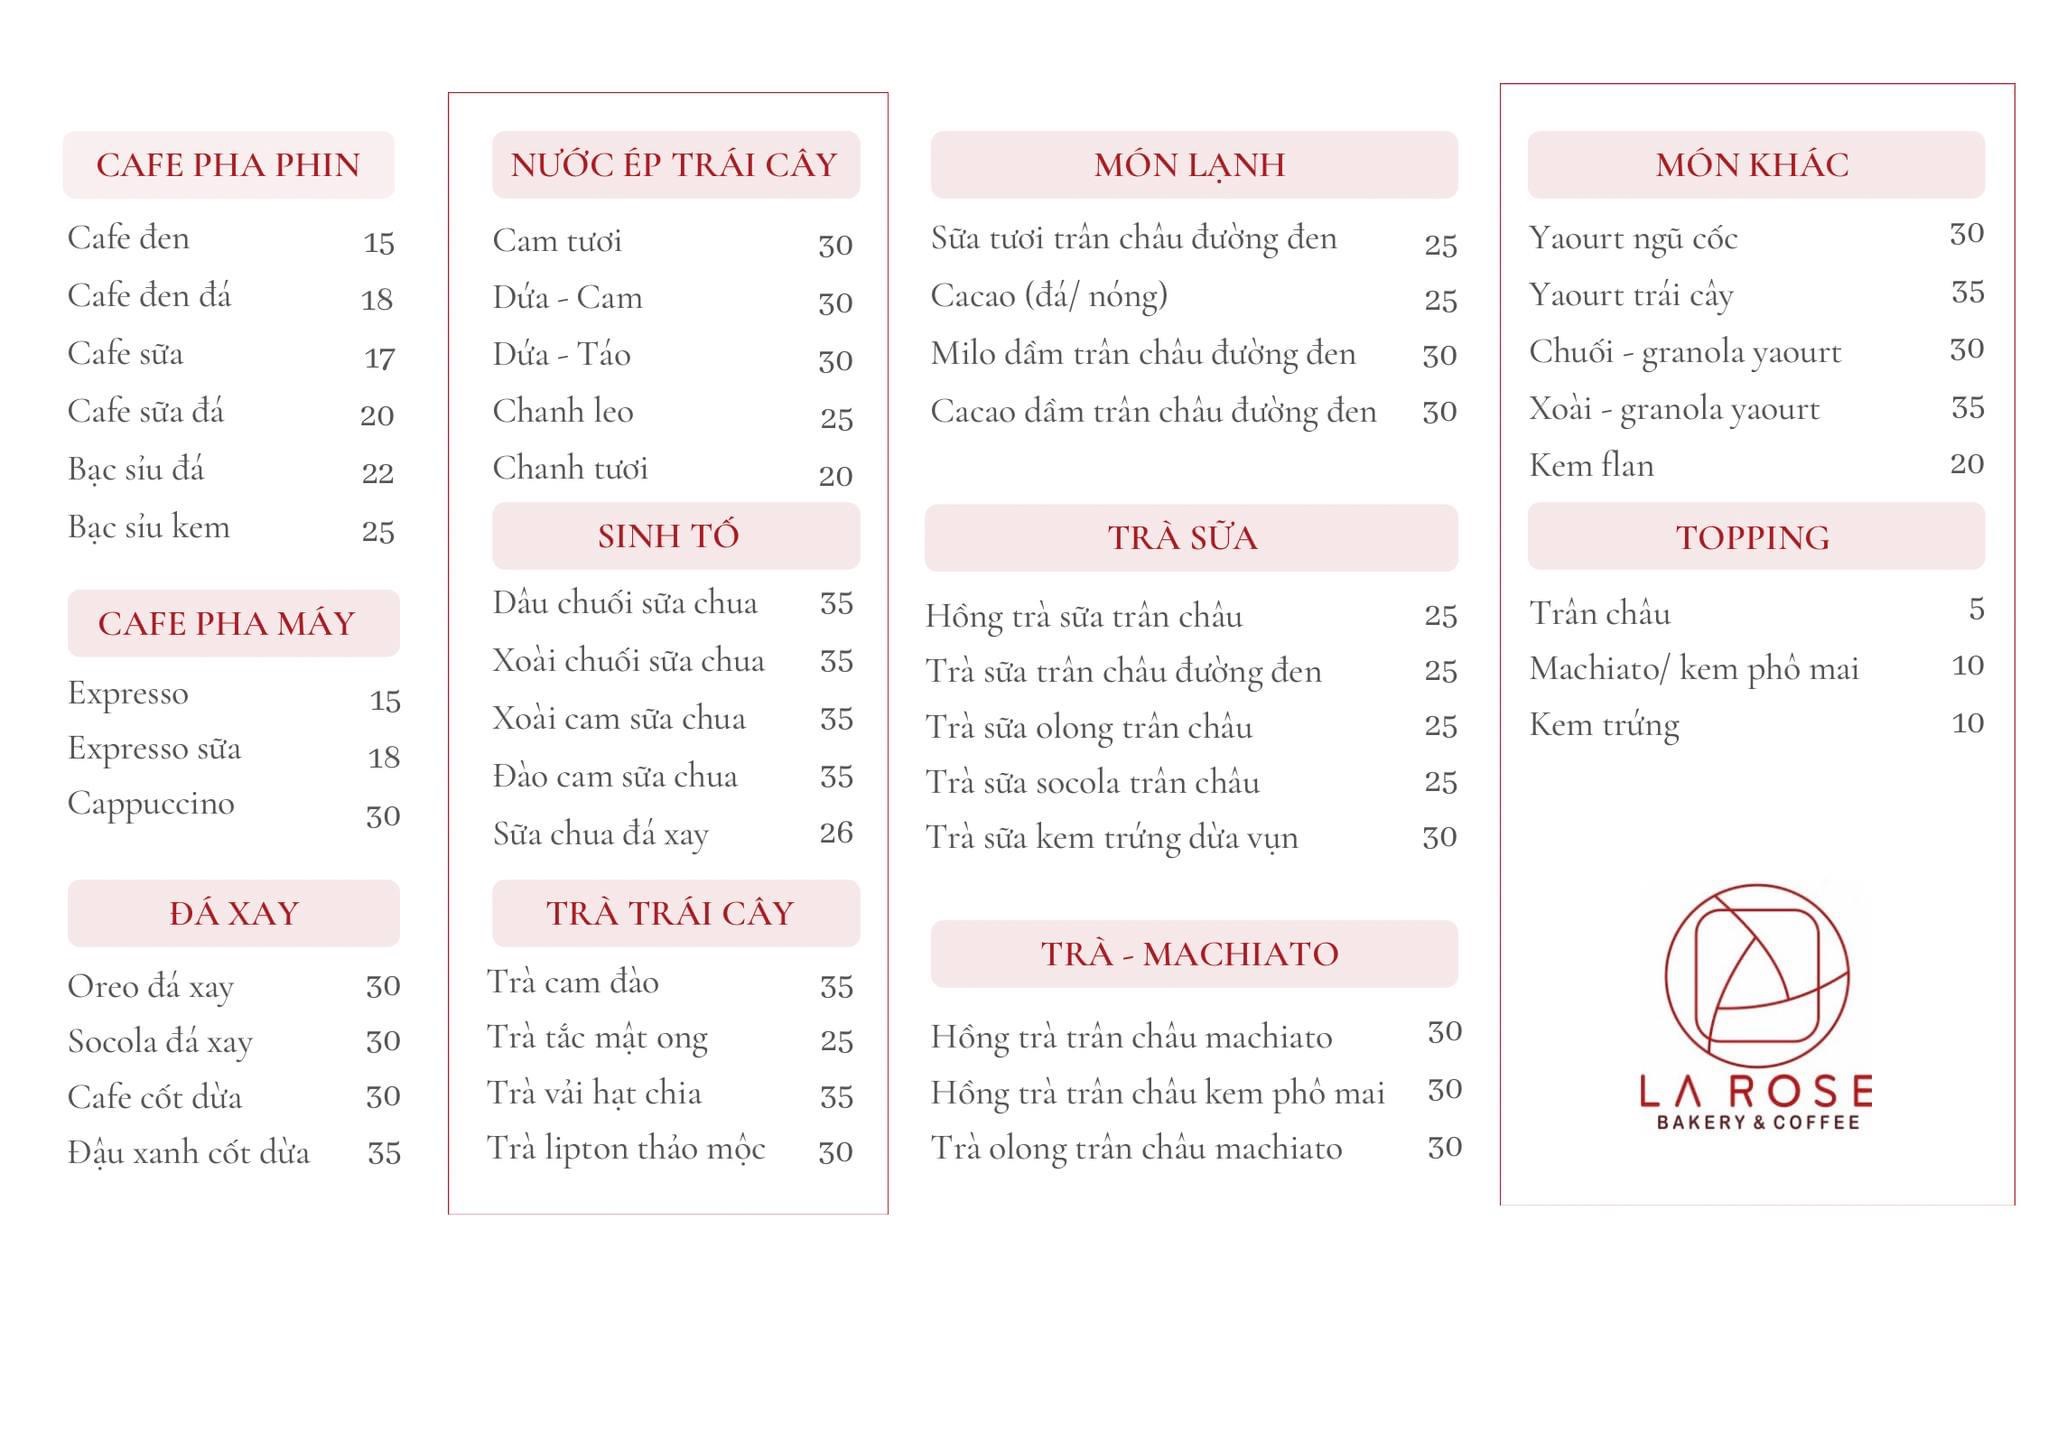 CAFE PHA PHIN
Cafe đen 15
Cafe đen đá 18
Cafe sữa 17
Cafe sữa đá 20
Bạc sỉu đá 22
Bạc sỉu kem 25
CAFE PHA MÁY
Expresso 15
Expresso sữa 18
Cappuccino 30
ĐÁ XAY
Oreo đá xay 30
Socola đá xay 30
Cafe cốt dừa 30
Đậu xanh cốt dừa 35
NƯỚC ÉP TRÁI CÂY
Cam tươi 30
Dứa - Cam 30
Dứa - Táo 30
Chanh leo 25
Chanh tươi 20
SINH TỐ
Dâu chuối sữa chua 35
Xoài chuối sữa chua 35
Xoài cam sữa chua 35
Đào cam sữa chua 35
Sữa chua đá xay 26
TRÀ TRÁI CÂY
Trà cam đào 35
Trà tắc mật ong 25
Trà vải hạt chia 35
Trà lipton thảo mộc 30
MÓN LẠNH
Sữa tươi trân châu đường đen 25
Cacao (đá/ nóng) 25
Milo dầm trân châu đường đen 30
Cacao dầm trân châu đường đen 30
TRÀ SỮA
Hồng trà sữa trân châu 25
Trà sữa trân châu đường đen 25
Trà sữa olong trân châu 25
Trà sữa socola trân châu 25
Trà sữa kem trứng dừa vụn 30
TRÀ - MACHIATO
Hồng trà trân châu machiato 30
Hồng trà trân châu kem phô mai 30
Trà olong trân châu machiato 30
MÓN KHÁC
Yaourt ngũ cốc 30
Yaourt trái cây 35
Chuối - granola yaourt 30
Xoài - granola yaourt 35
Kem flan 20
TOPPING
Trân châu 5
Machiato/ kem phô mai 10
Kem trứng 10
LA ROSE
BAKERY & COFFEE